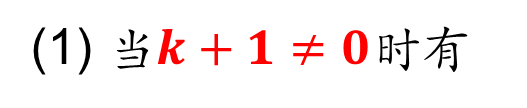 (1) 当k + 1 ≠ 0时有